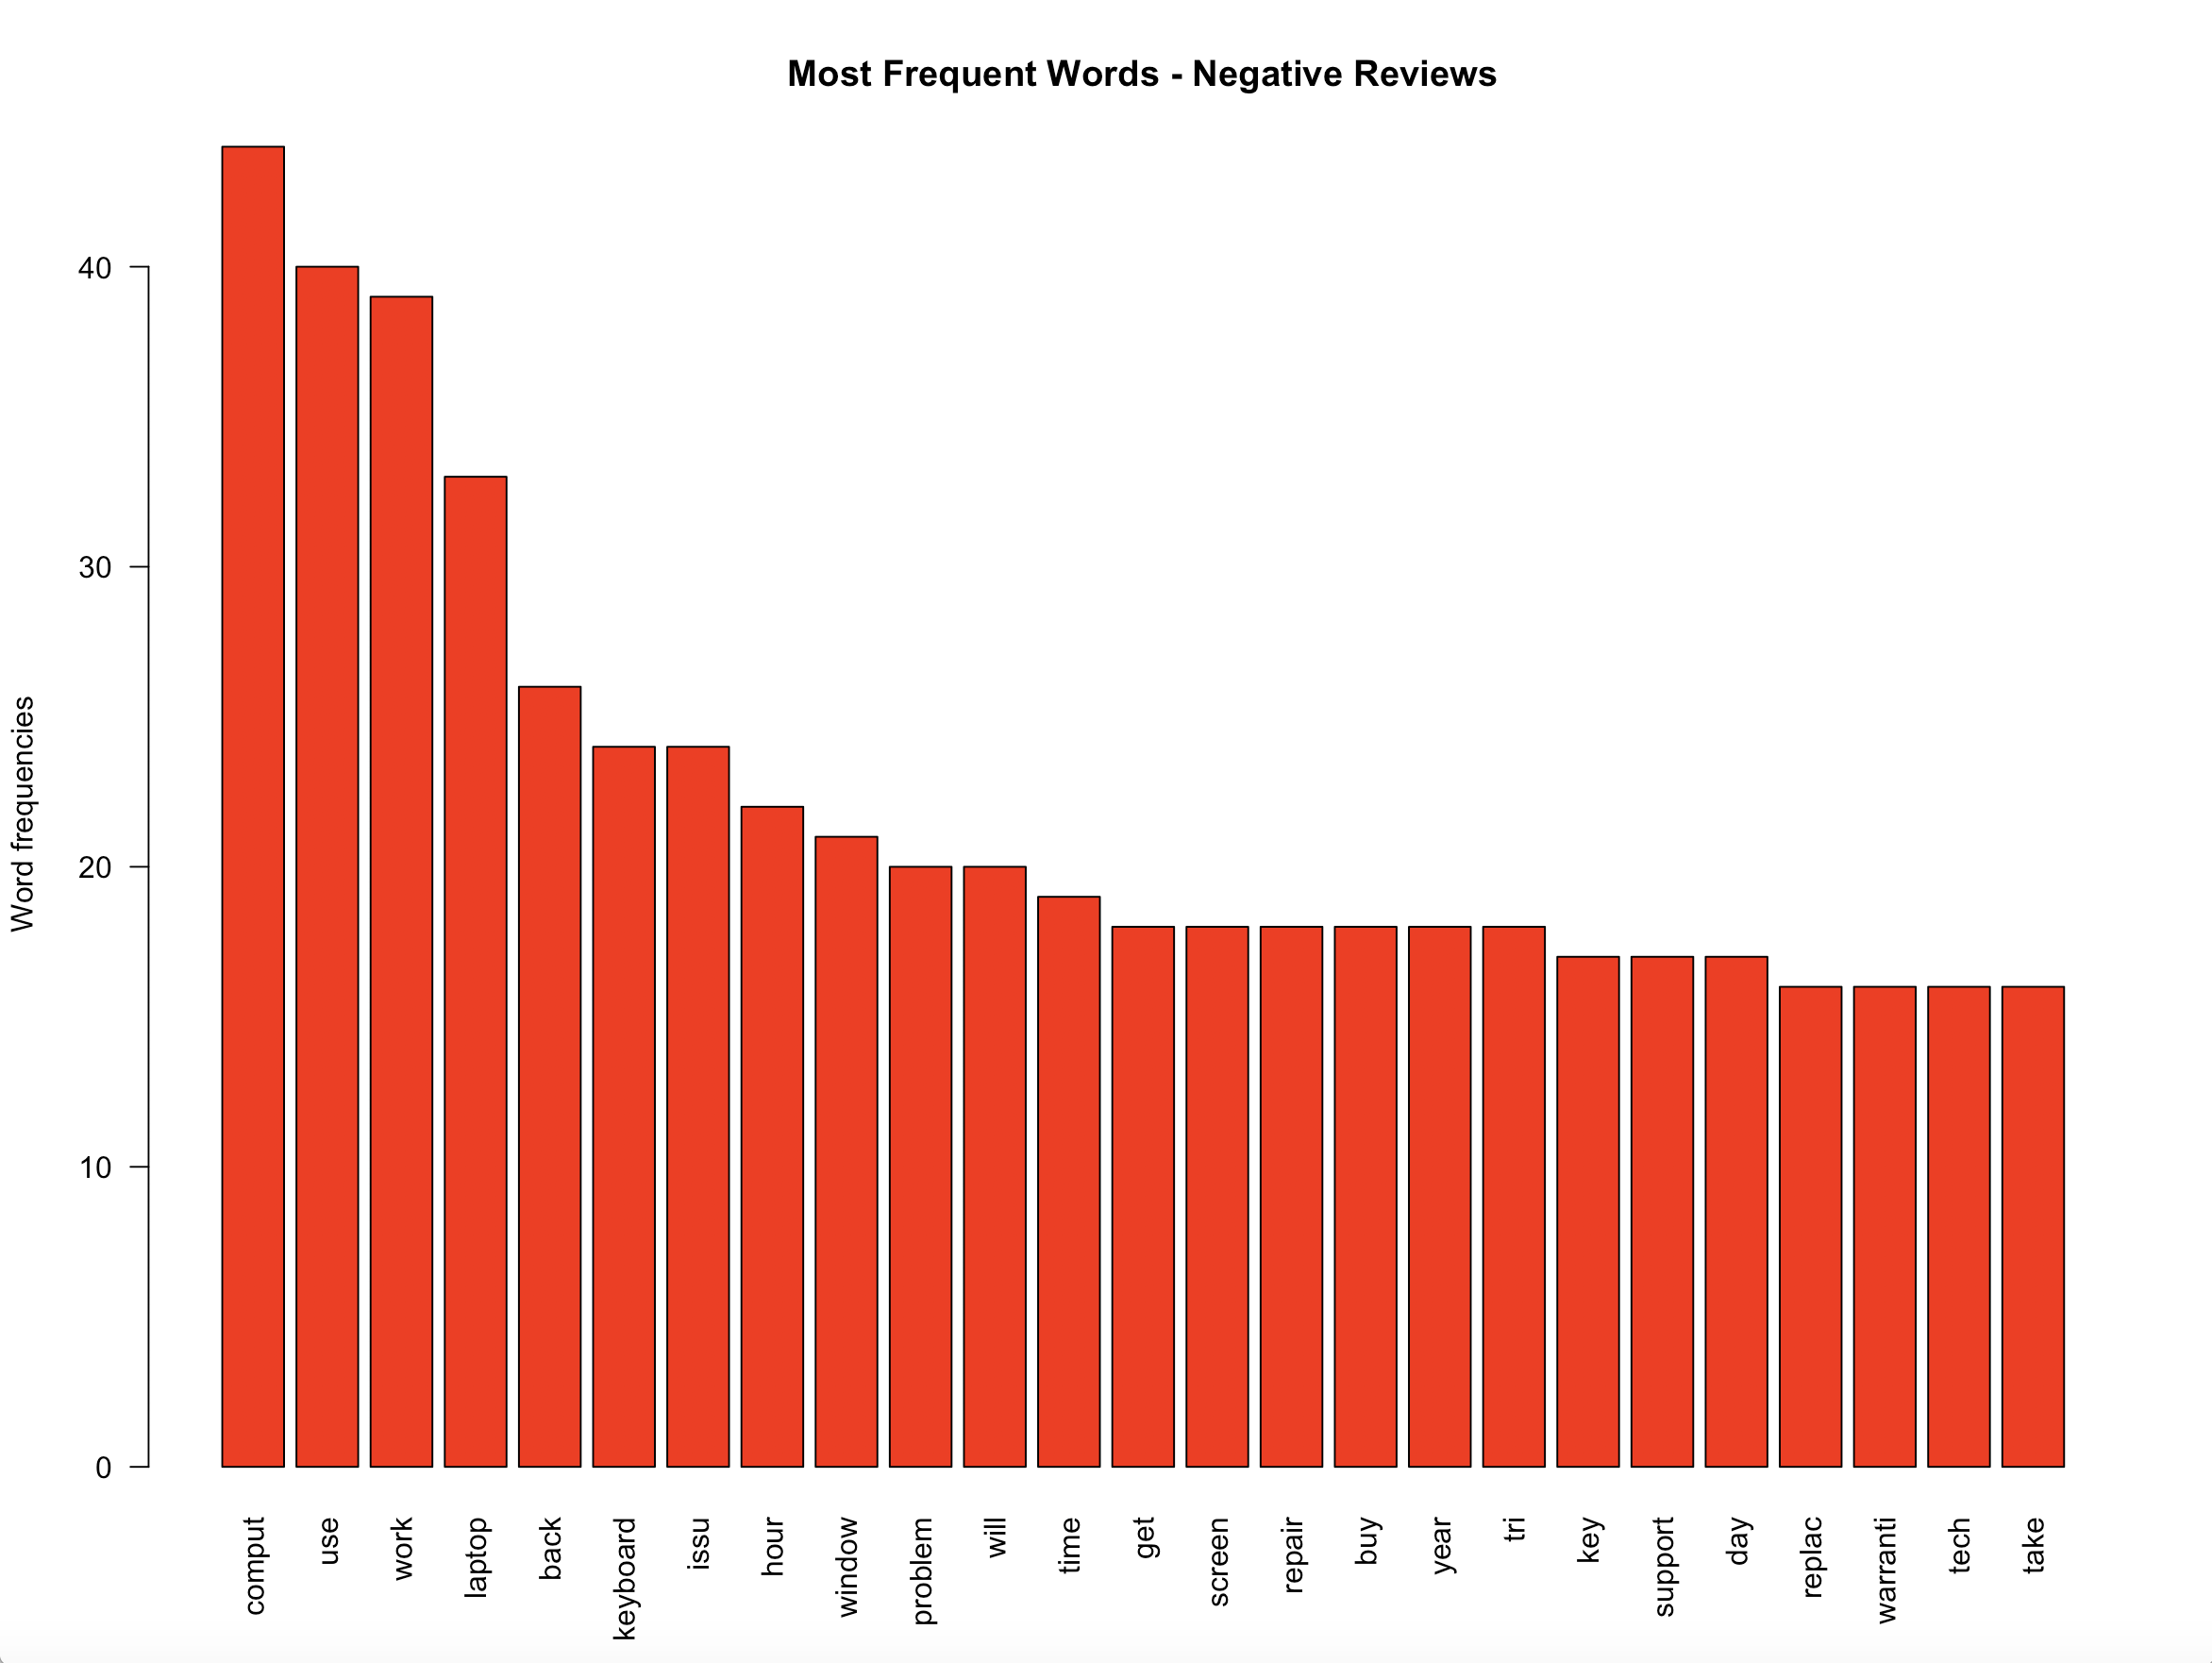 Most Frequent Words - Negative Reviews
Word frequencies
40
30
20
10
0
comput
use
work
laptop
back
keyboard
issu
hour
window
problem
will
time
get
screen
repair
buy
year
tri
key
support
day
replac
warranti
tech
take